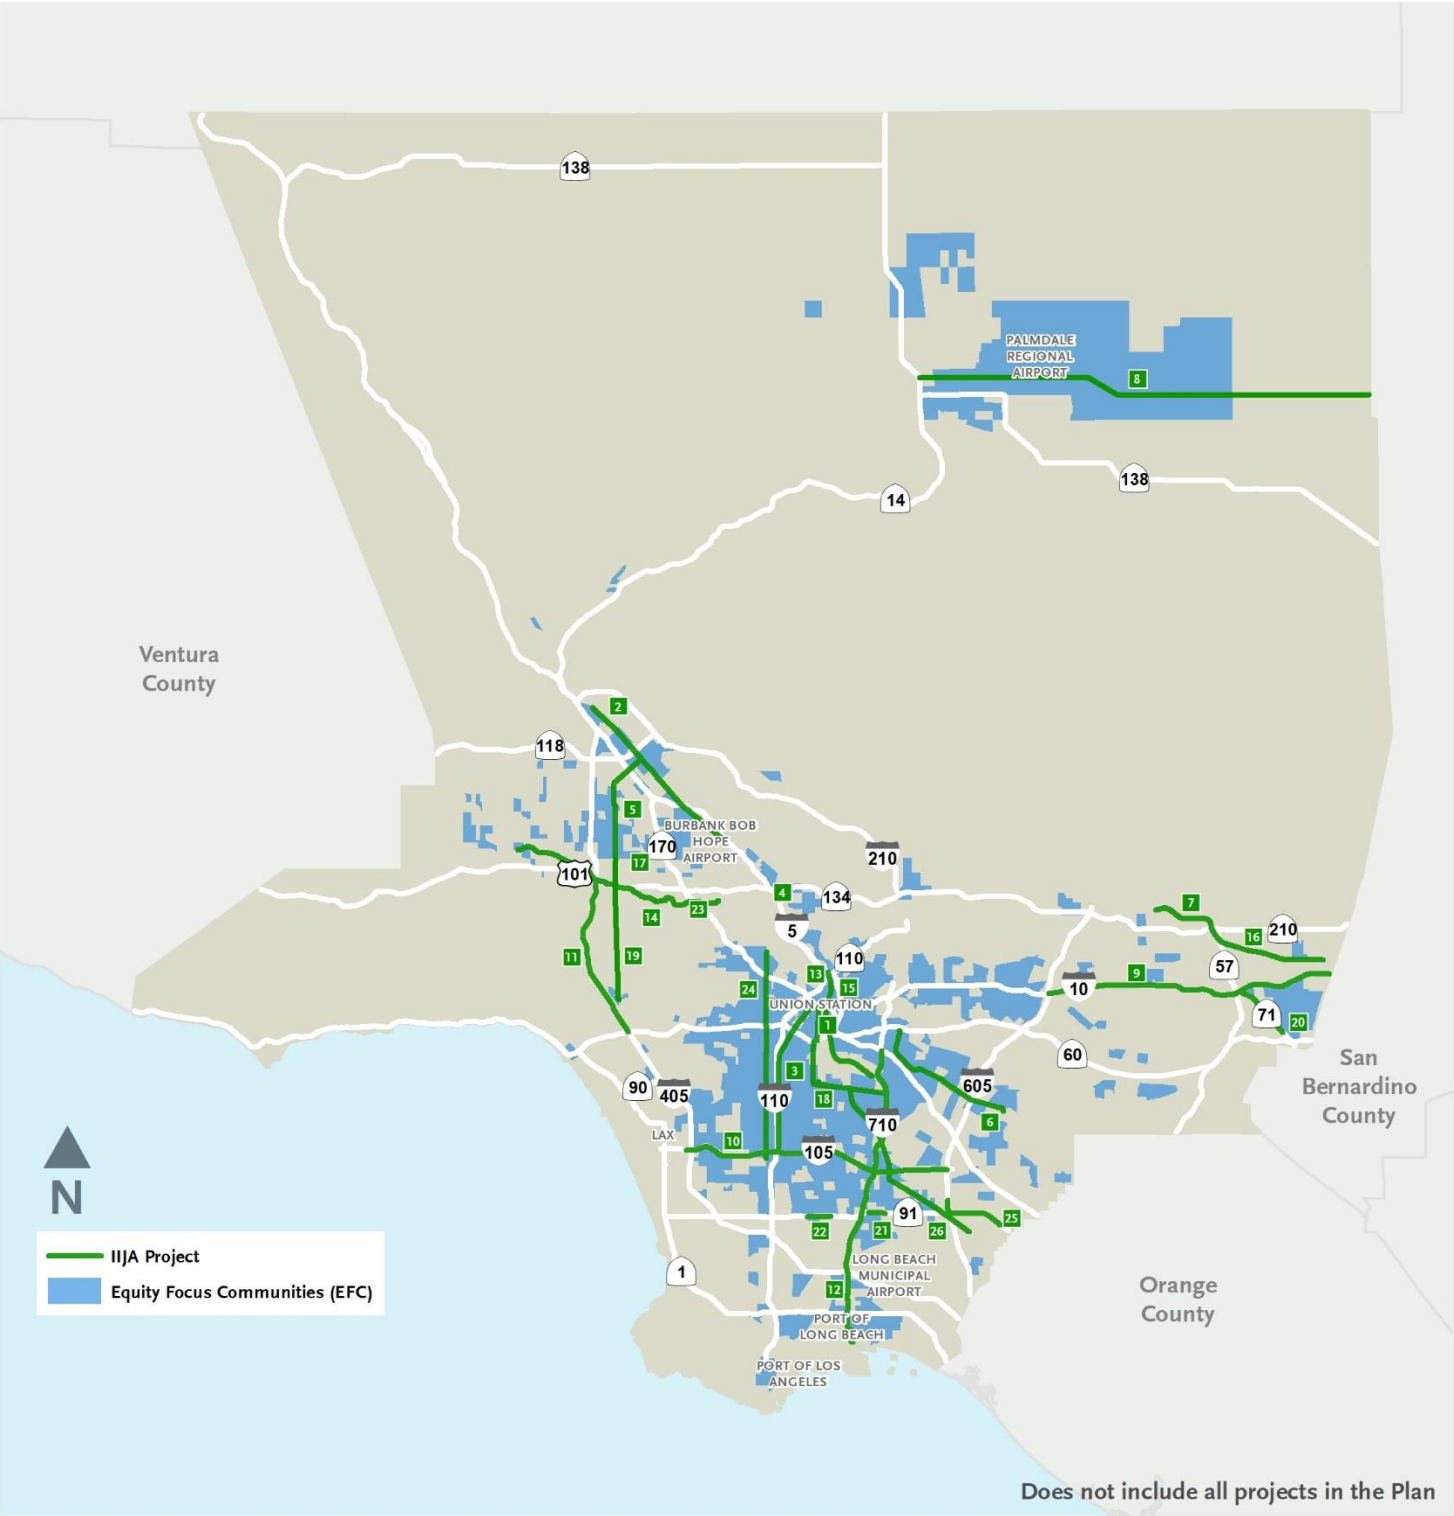 138
PALMDALE
REGIONAL
AIRPORT
8
138
14
Ventura
County
2
118
5
BURBANK BOB
HOPE
AIRPORT
170
17
210
101
4
134
14
23
5
7
16
210
11
19
13
110
57
24
15
10
9
UNION STATION
1
71
20
60
San
Bernardino
County
3
90
405
110
18
605
6
710
LAX
10
105
N
22
21
91
26
25
IIJA Project
Equity Focus Communities (EFC)
1
LONG BEACH
MUNICIPAL
AIRPORT
12
Orange
County
PORT OF
LONG BEACH
PORT OF LOS
ANGELES
Does not include all projects in the Plan